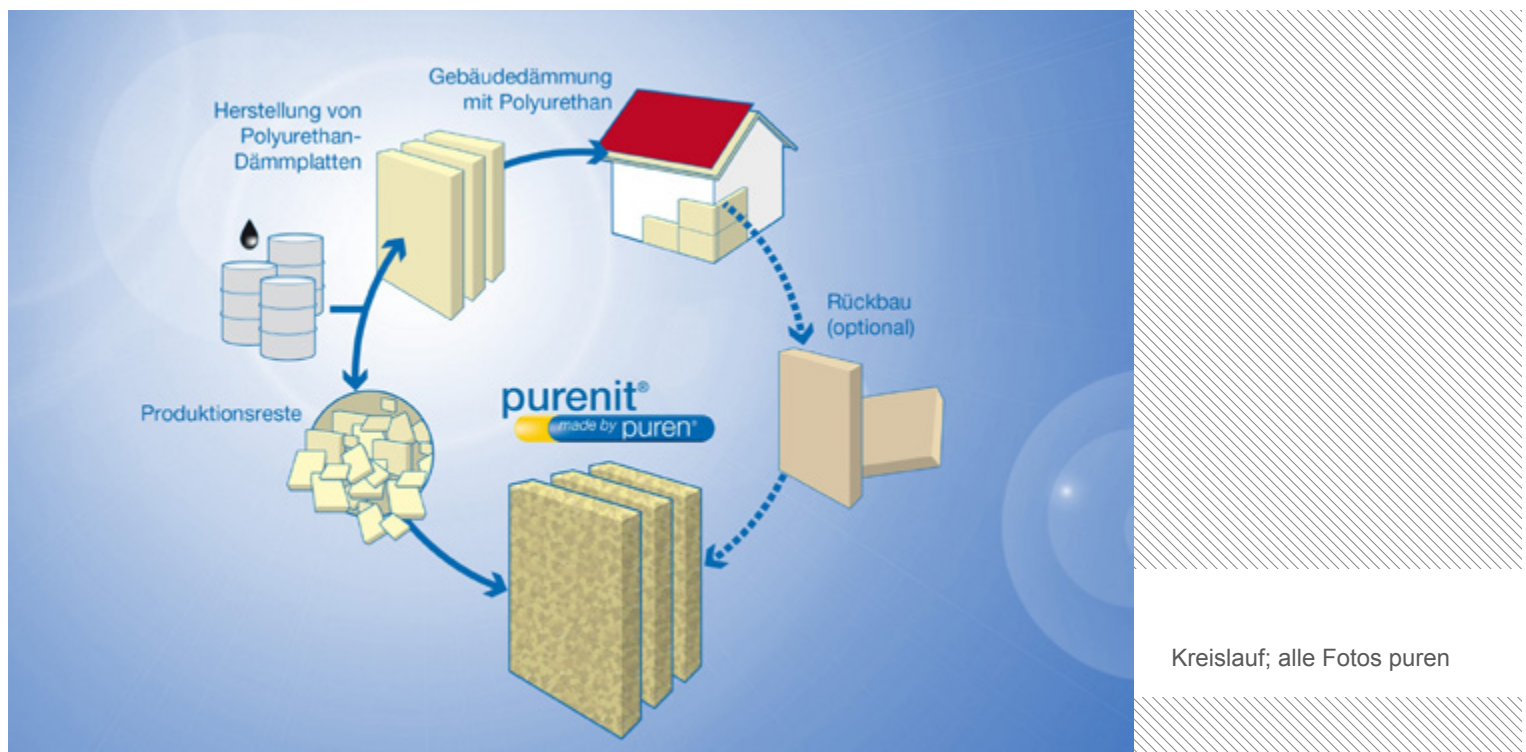 Gebäudedämmung
mit Polyurethan
Herstellung von
Polyurethan-
Dämmplatten
Rückbau
(optional)
Produktionsreste
purenit®
made by puren®
Kreislauf; alle Fotos puren